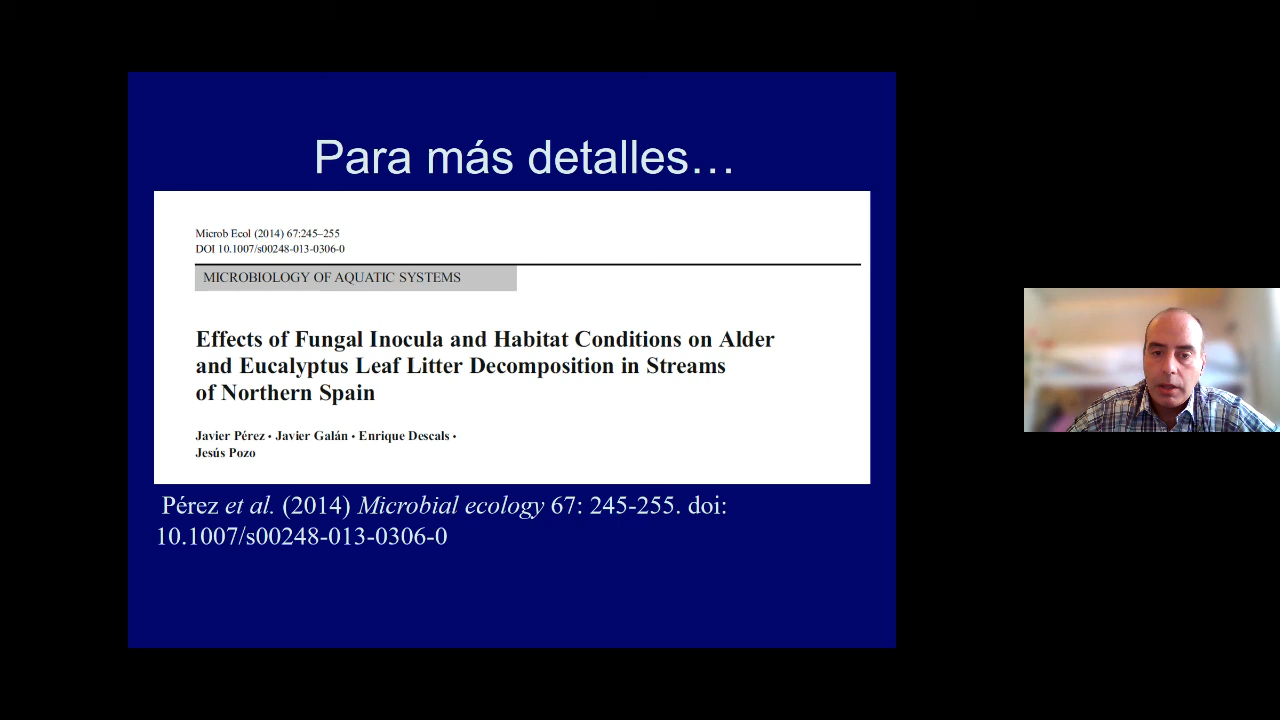 Para más detalles…
Microb Ecol (2014) 67:245–255
DOI 10.1007/s00248-013-0306-0
MICROBIOLOGY OF AQUATIC SYSTEMS
Effects of Fungal Inocula and Habitat Conditions on Alder
and Eucalyptus Leaf Litter Decomposition in Streams
of Northern Spain
Javier Pérez • Javier Galán • Enrique Descals •
Jesús Pozo
Pérez et al. (2014) Microbial ecology 67: 245-255. doi:
10.1007/s00248-013-0306-0